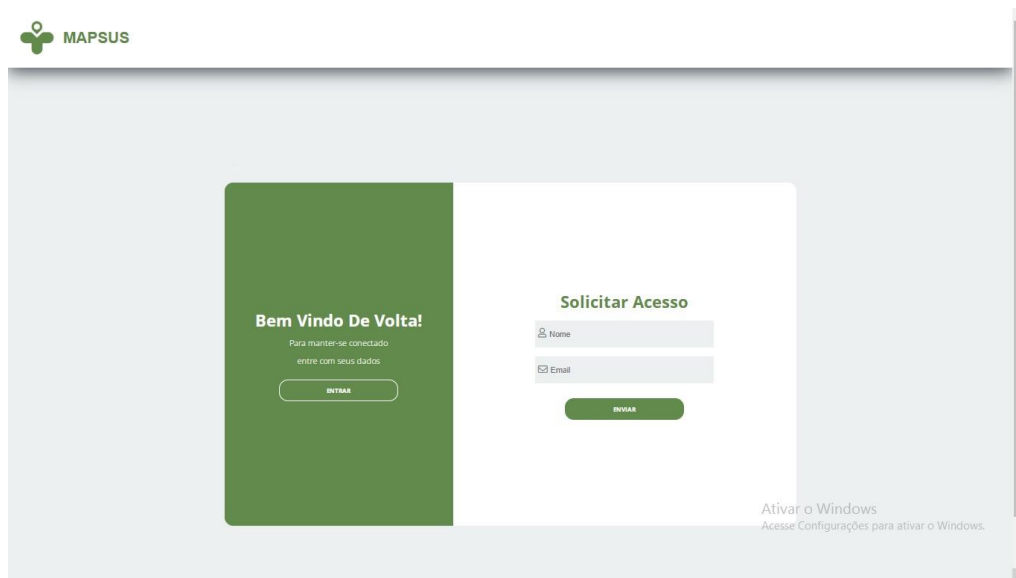 MAPSUS
Bem Vindo De Volta!
Para manter-se conectado
entre com seus dados
ENTRAR
Solicitar Acesso
Nome
Email
ENVIAR
Ativar o Windows
Acesse Configurações para ativar o Windows.